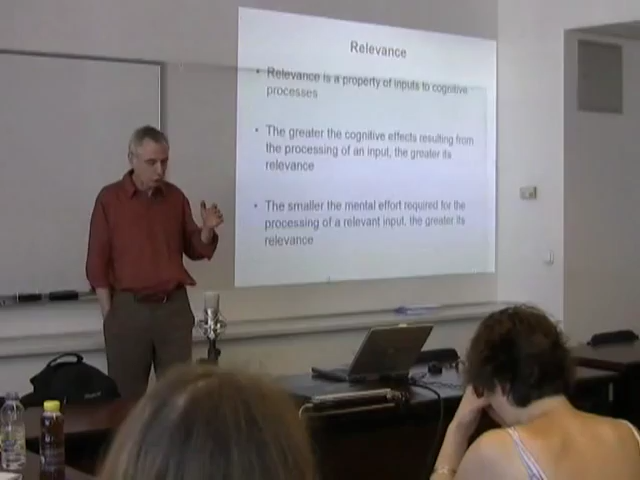 Relevance
• Relevance is a property of inputs to cognitive
processes
• The greater the cognitive effects resulting from
the processing of an input, the greater its
relevance
• The smaller the mental effort required for the
processing of a relevant input, the greater its
relevance